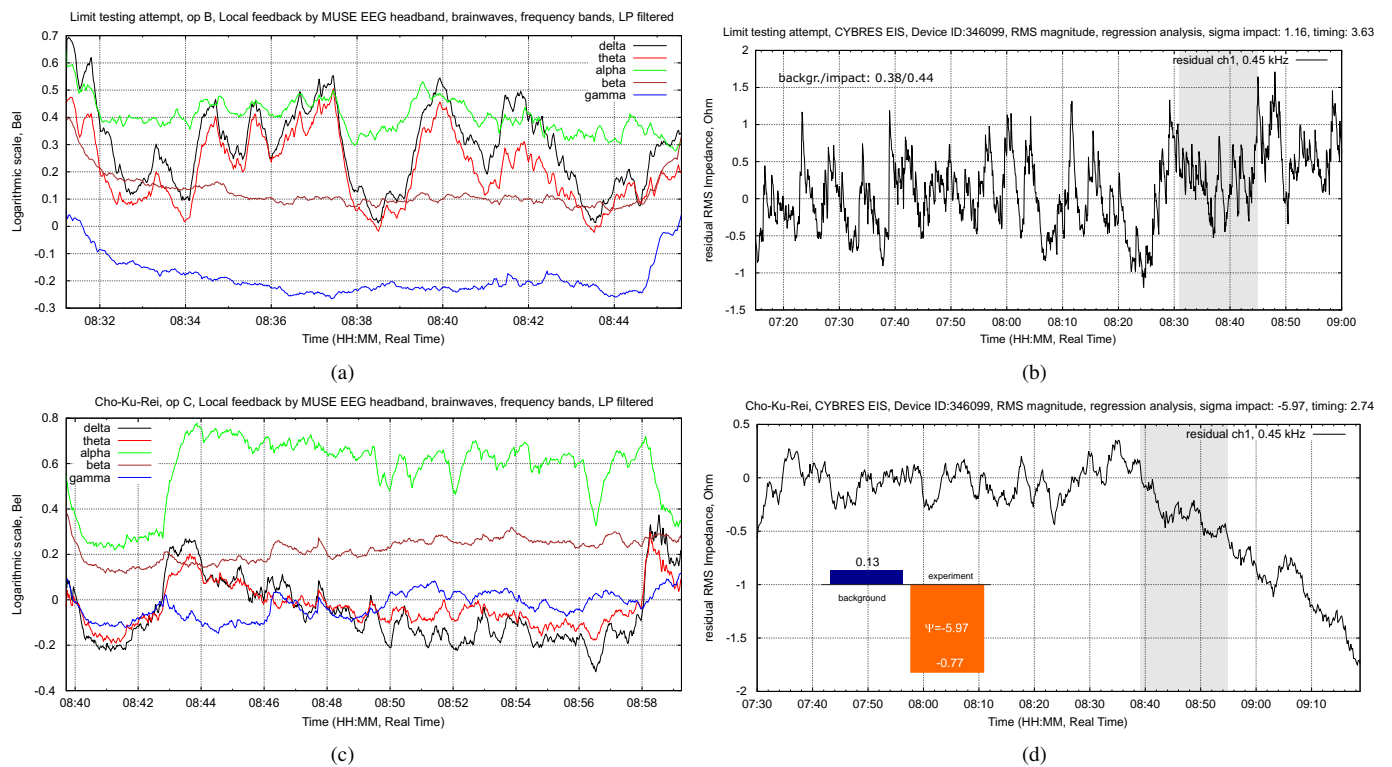 Limit testing attempt, op B, Local feedback by MUSE EEG headband, brainwaves, frequency bands, LP filtered
delta
theta
alpha
beta
gamma
Logarithmic scale, Bel
0.7
0.6
0.5
0.4
0.3
0.2
0.1
0
-0.1
-0.2
-0.3
08:32
08:34
08:36
08:38
08:40
08:42
08:44
Time (HH:MM, Real Time)
(a)
Limit testing attempt, CYBRES EIS, Device ID:346099, RMS magnitude, regression analysis, sigma impact: 1.16, timing: 3.63
residual ch1, 0.45 kHz
backgr./impact: 0.38/0.44
residual RMS Impedance, Ohm
2
1.5
1
0.5
0
-0.5
-1
-1.5
07:20
07:30
07:40
07:50
08:00
08:10
08:20
08:30
08:40
08:50
09:00
Time (HH:MM, Real Time)
(b)
Cho-Ku-Rei, op C, Local feedback by MUSE EEG headband, brainwaves, frequency bands, LP filtered
delta
theta
alpha
beta
gamma
Logarithmic scale, Bel
0.8
0.6
0.4
0.2
0
-0.2
-0.4
08:40
08:42
08:44
08:46
08:48
08:50
08:52
08:54
08:56
08:58
Time (HH:MM, Real Time)
(c)
Cho-Ku-Rei, CYBRES EIS, Device ID:346099, RMS magnitude, regression analysis, sigma impact: -5.97, timing: 2.74
residual ch1, 0.45 kHz
residual RMS Impedance, Ohm
0.5
0
-0.5
-1
-1.5
-2
0.13
experiment
background
Ψ=-5.97
-0.77
07:30
07:40
07:50
08:00
08:10
08:20
08:30
08:40
08:50
09:00
09:10
Time (HH:MM, Real Time)
(d)